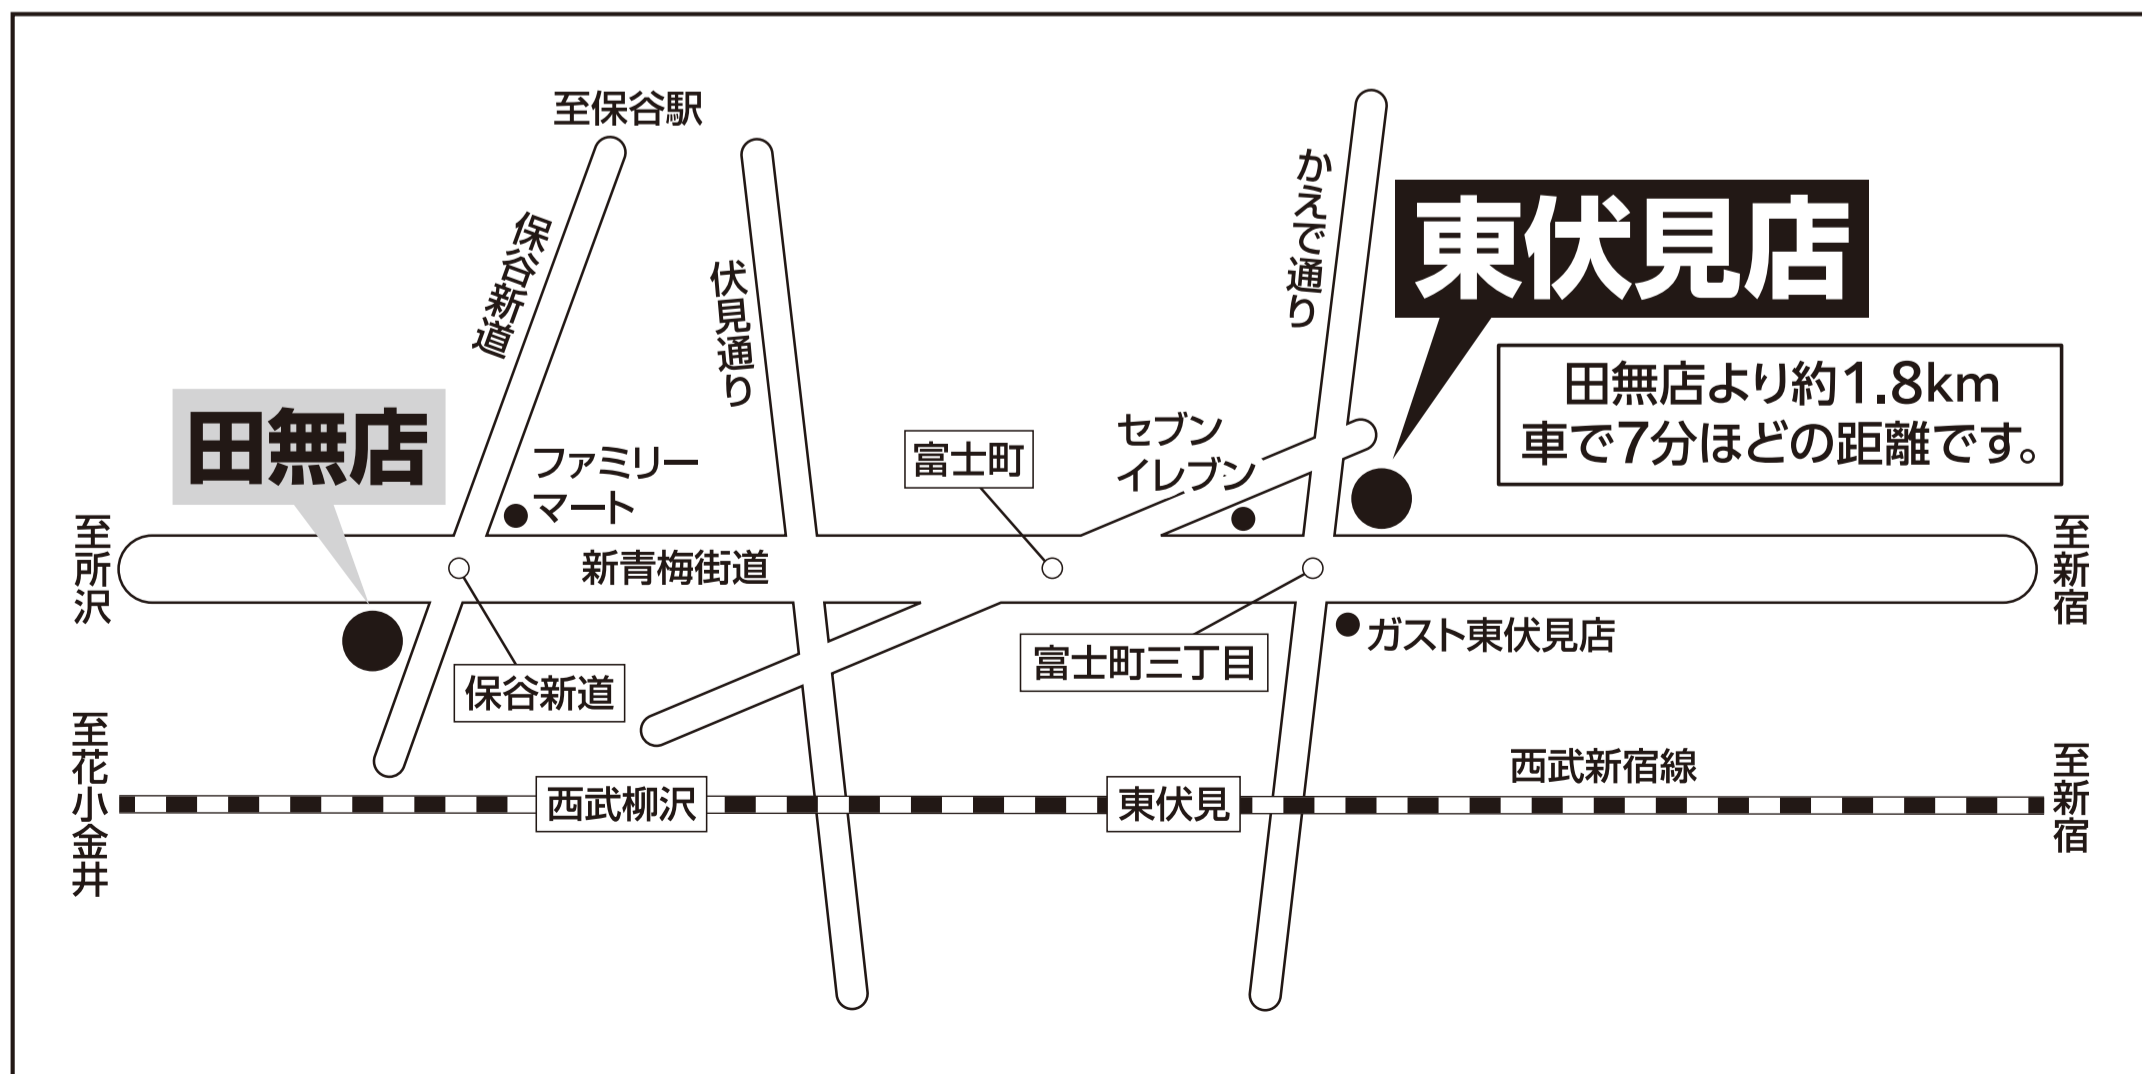 至保谷駅
保谷新道
伏見通り
かえで通り
東伏見店
田無店より約1.8km
車で7分ほどの距離です。
田無店
ファミリー
マート
富士町
セブン
イレブン
至所沢
新青梅街道
至新宿
保谷新道
富士町三丁目
ガスト東伏見店
至花小金井
西武柳沢
東伏見
西武新宿線
至新宿